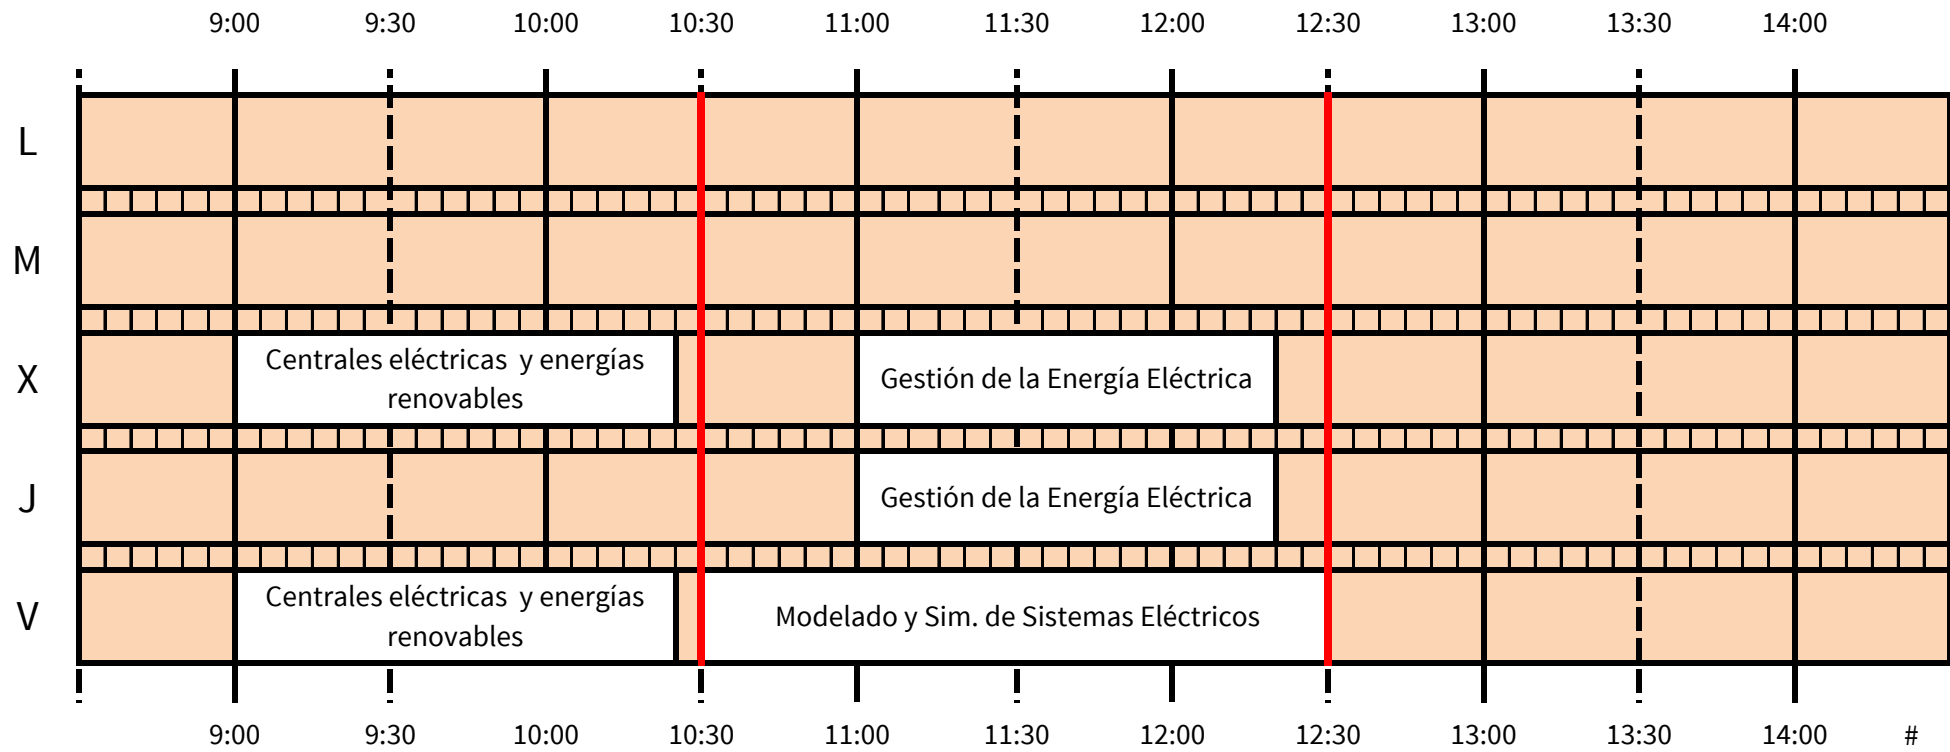 9:00 9:30 10:00 10:30 11:00 11:30 12:00 12:30 13:00 13:30 14:00
L
M
X
Centrales eléctricas  y energías
renovables
Gestión de la Energía Eléctrica
J
Gestión de la Energía Eléctrica
V
Centrales eléctricas  y energías
renovables
Modelado y Sim. de Sistemas Eléctricos
9:00 9:30 10:00 10:30 11:00 11:30 12:00 12:30 13:00 13:30 14:00 #